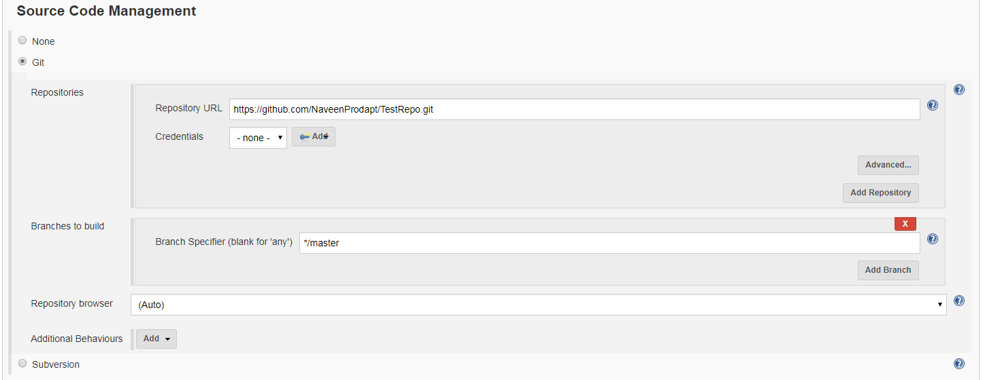 Source Code Management
None
Git
Repositories
Repository URL https://github.com/NaveenProdapt/TestRepo.git
Credentials - none - Add
Advanced...
Add Repository
Branches to build
X
Branch Specifier (blank for 'any') */master
Add Branch
Repository browser (Auto)
Additional Behaviours Add
Subversion